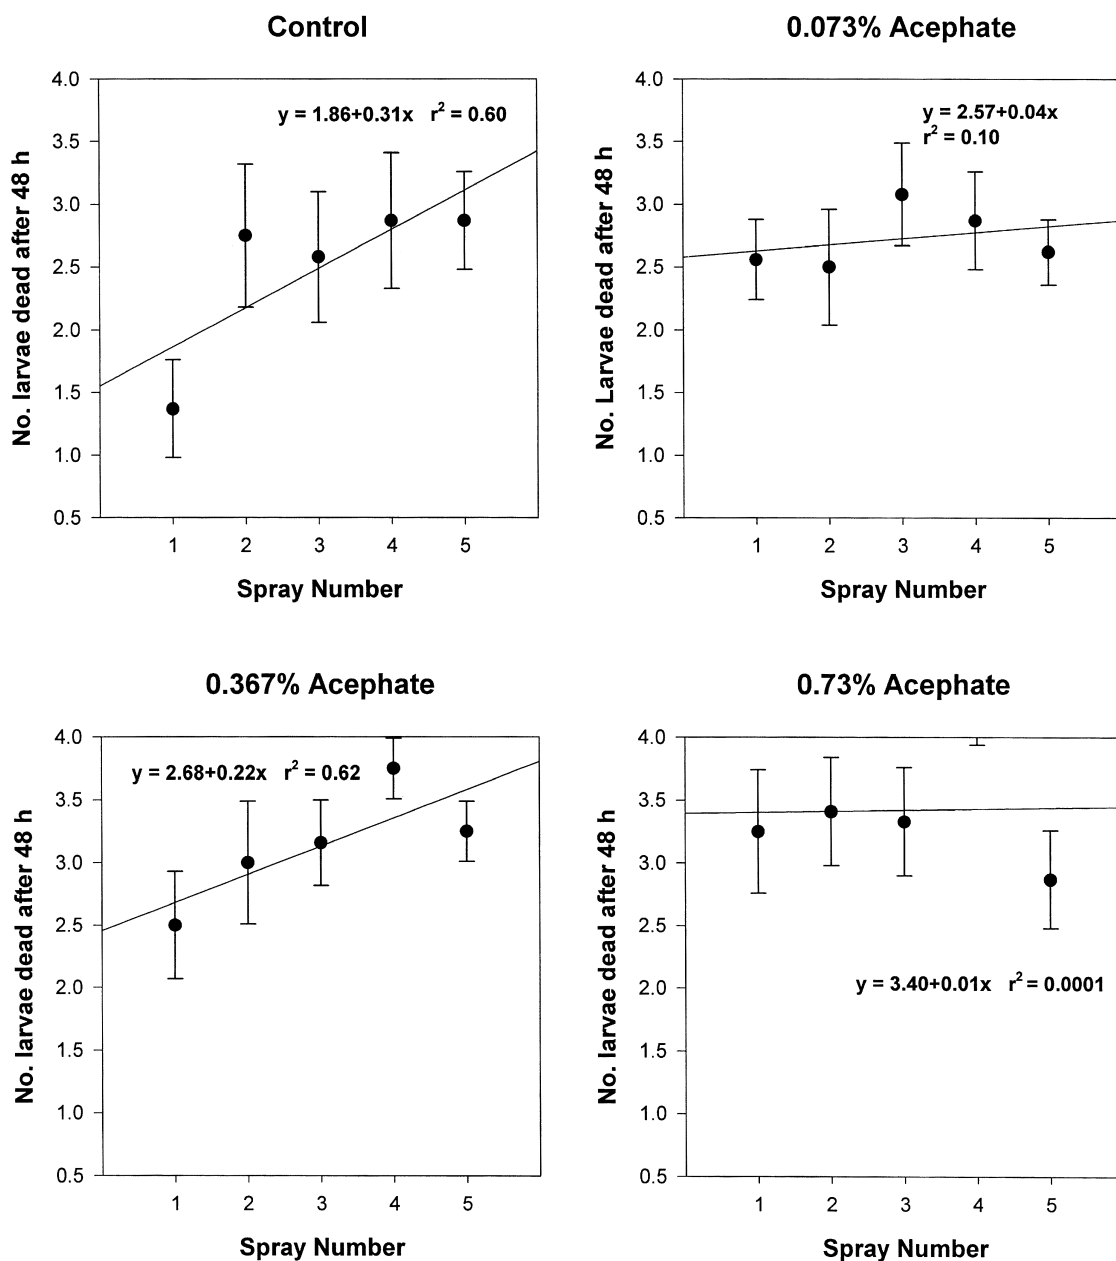 Control
4.0
3.5
3.0
2.5
2.0
1.5
1.0
0.5
No. larvae dead after 48 h
y = 1.86+0.31x r² = 0.60
1 2 3 4 5
Spray Number
0.073% Acephate
4.0
3.5
3.0
2.5
2.0
1.5
1.0
0.5
No. Larvae dead after 48 h
y = 2.57+0.04x
r² = 0.10
1 2 3 4 5
Spray Number
0.367% Acephate
4.0
3.5
3.0
2.5
2.0
1.5
1.0
0.5
No. larvae dead after 48 h
y = 2.68+0.22x r² = 0.62
1 2 3 4 5
Spray Number
0.73% Acephate
4.0
3.5
3.0
2.5
2.0
1.5
1.0
0.5
No. larvae dead after 48 h
y = 3.40+0.01x r² = 0.0001
1 2 3 4 5
Spray Number